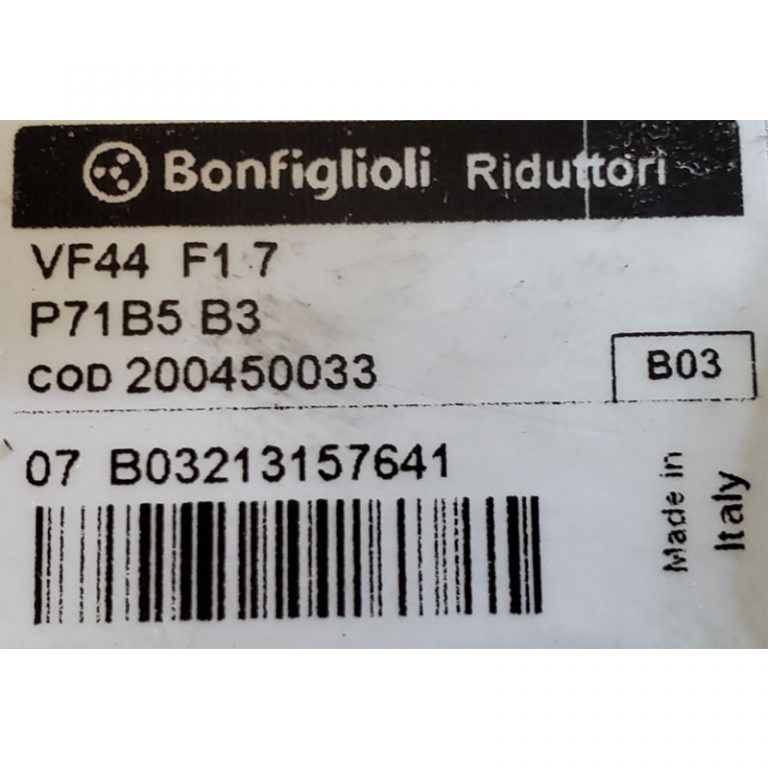 Bonfiglioli Riduttori
VF44 F1 7
P71B5 B3
COD 200450033
B03
07 B03213157641
Made in
Italy